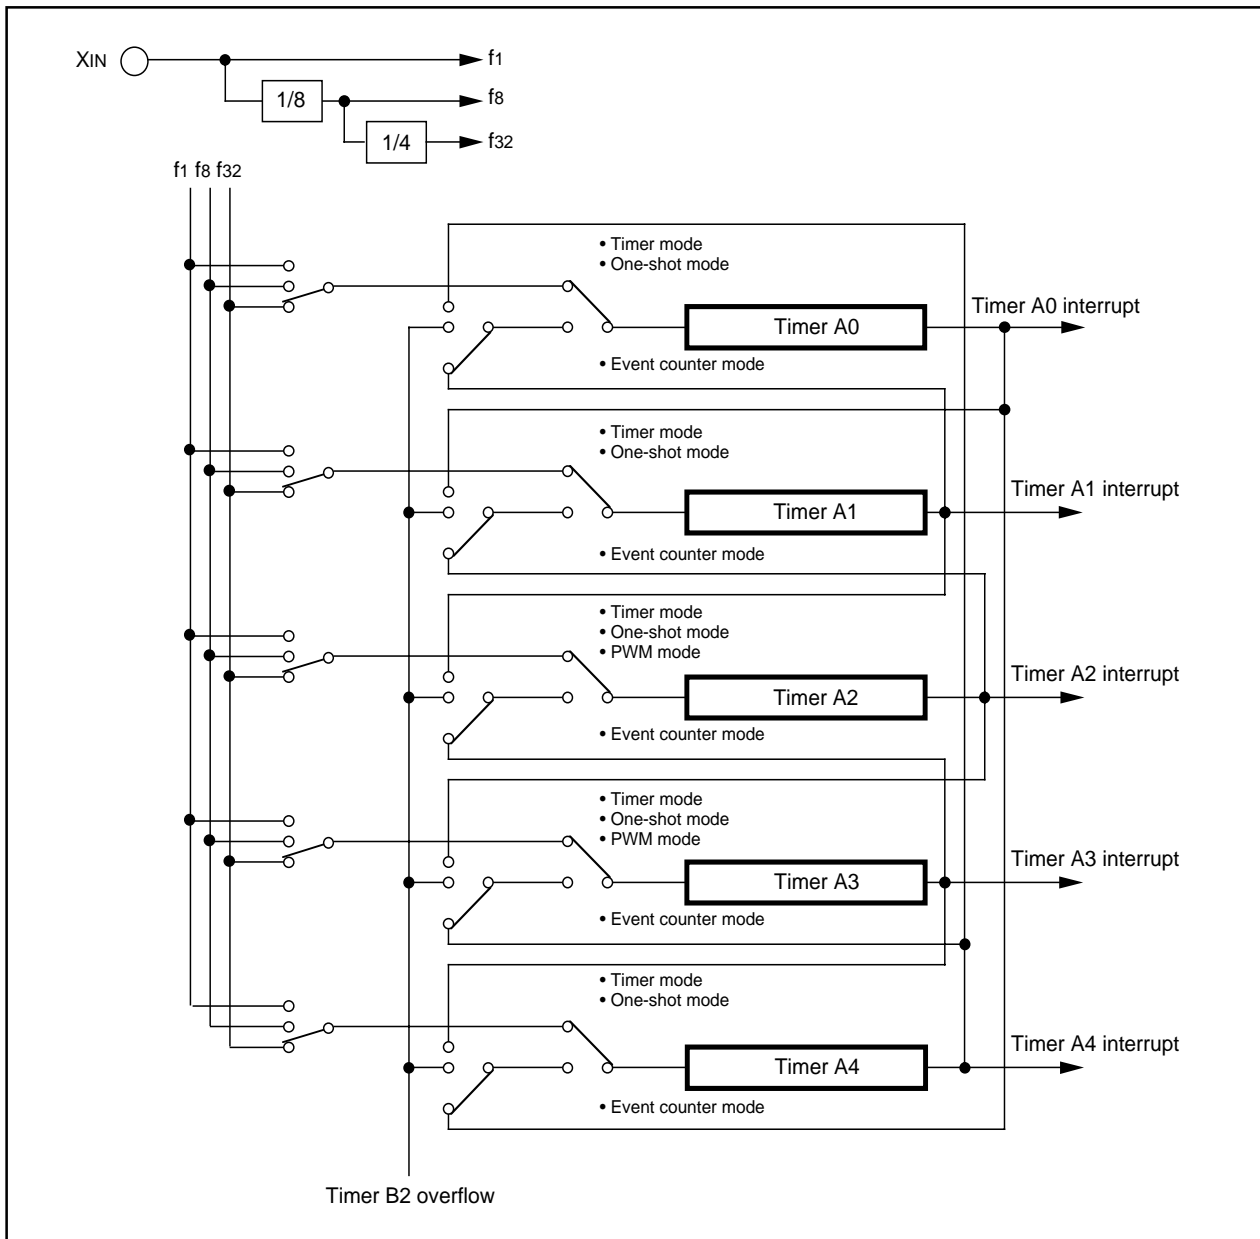 XIN
f1
1/8
f8
1/4
f32
f1 f8 f32
• Timer mode
• One-shot mode
Timer A0 interrupt
Timer A0
• Event counter mode
• Timer mode
• One-shot mode
Timer A1 interrupt
Timer A1
• Event counter mode
• Timer mode
• One-shot mode
• PWM mode
Timer A2 interrupt
Timer A2
• Event counter mode
• Timer mode
• One-shot mode
• PWM mode
Timer A3 interrupt
Timer A3
• Event counter mode
• Timer mode
• One-shot mode
Timer A4 interrupt
Timer A4
• Event counter mode
Timer B2 overflow